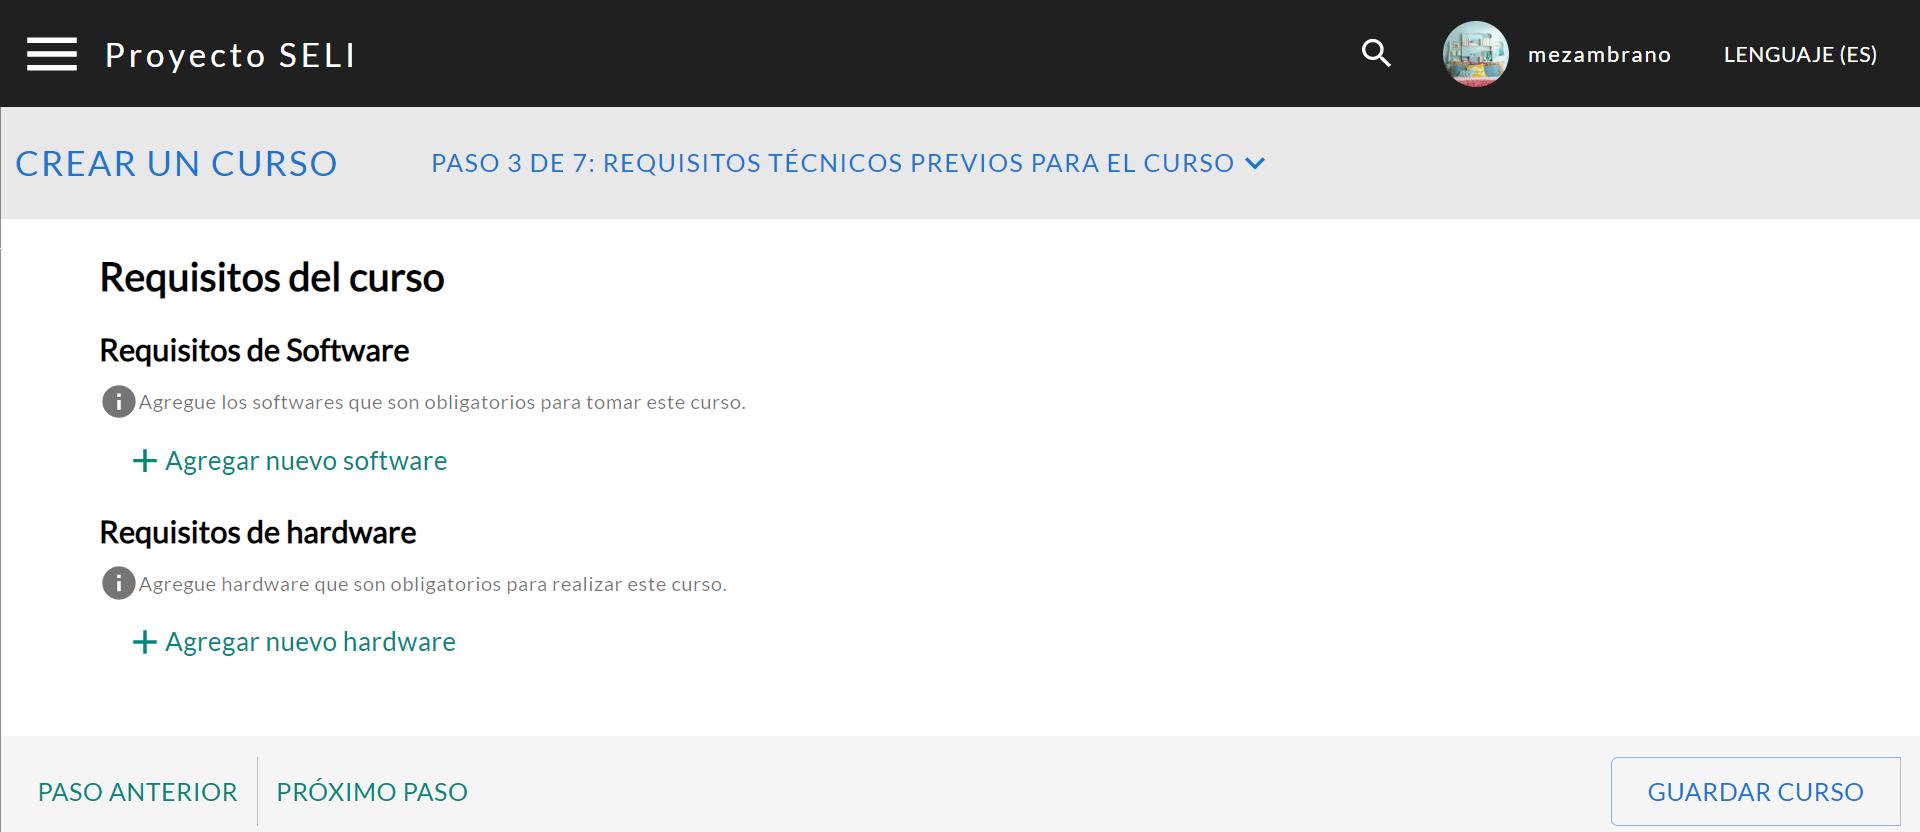 Proyecto SELI
mezambrano
LENGUAJE (ES)
CREAR UN CURSO
PASO 3 DE 7: REQUISITOS TÉCNICOS PREVIOS PARA EL CURSO
Requisitos del curso
Requisitos de Software
Agregue los softwares que son obligatorios para tomar este curso.
Agregar nuevo software
Requisitos de hardware
Agregue hardware que son obligatorios para realizar este curso.
Agregar nuevo hardware
PASO ANTERIOR
PRÓXIMO PASO
GUARDAR CURSO